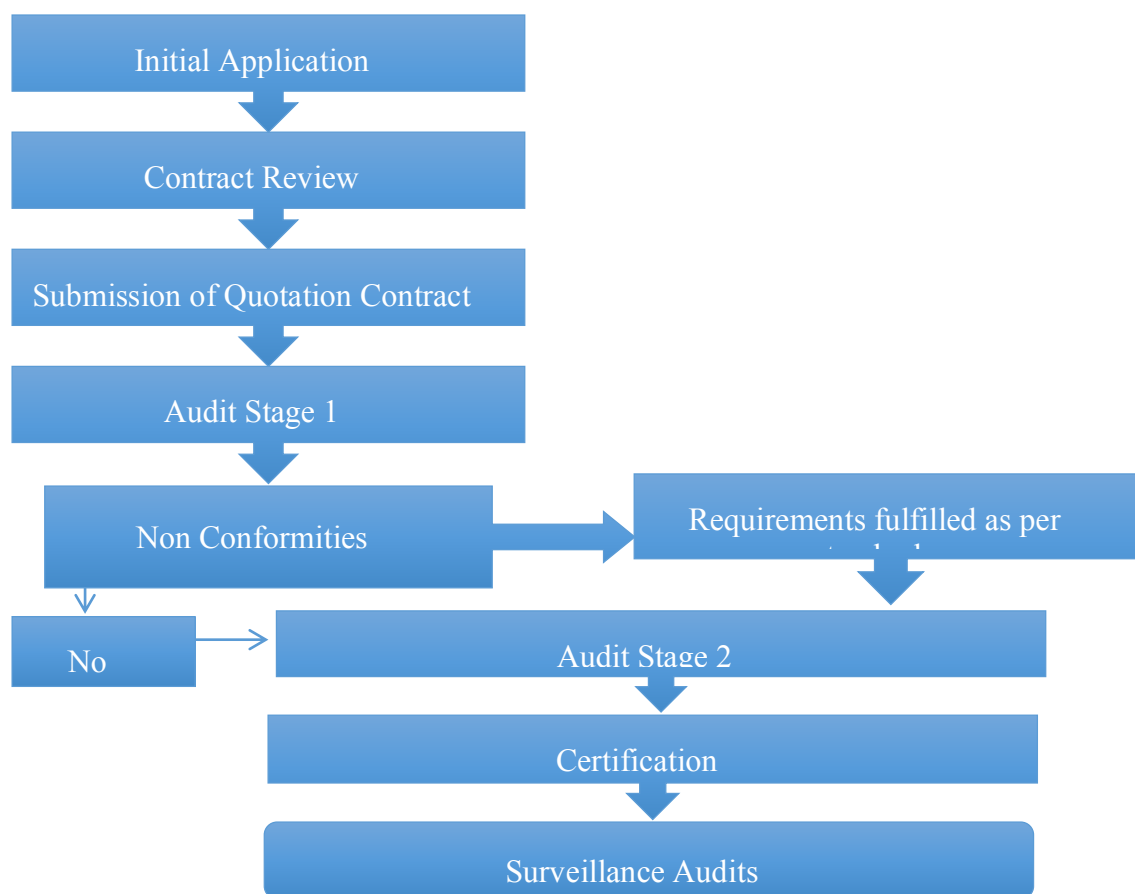 Initial Application
Contract Review
Submission of Quotation Contract
Audit Stage 1
Non Conformities
Requirements fulfilled as per
No
Audit Stage 2
Certification
Surveillance Audits